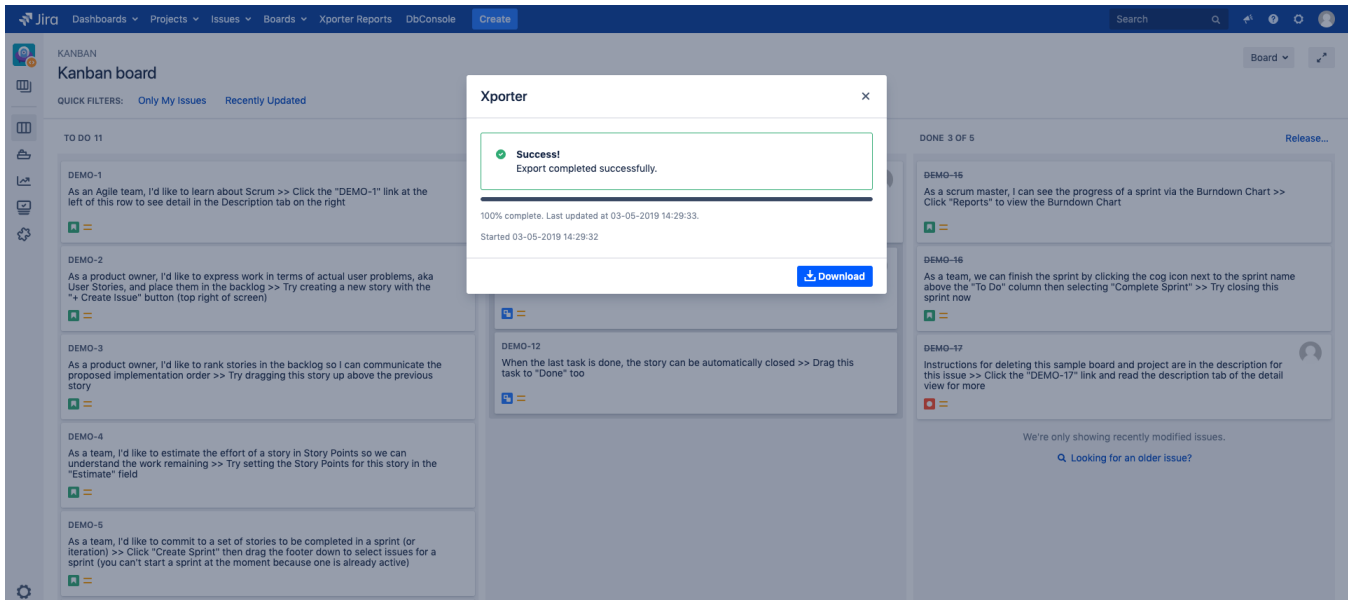 Jira Dashboards Projects Issues Boards Xporter Reports DbConsole Create Search
KANBAN
Kanban board
Board
QUICK FILTERS: Only My Issues Recently Updated
Xporter
Success!
Export completed successfully.
100% complete. Last updated at 03-05-2019 14:29:33.
Started 03-05-2019 14:29:32
Download
TO DO 11
DEMO-1
As an Agile team, I'd like to learn about Scrum >> Click the "DEMO-1" link at the
left of this row to see detail in the Description tab on the right
DEMO-2
As a product owner, I'd like to express work in terms of actual user problems, aka
User Stories, and place them in the backlog >> Try creating a new story with the
"+ Create Issue" button (top right of screen)
DEMO-3
As a product owner, I'd like to rank stories in the backlog so I can communicate the
proposed implementation order >> Try dragging this story up above the previous
story
DEMO-4
As a team, I'd like to estimate the effort of a story in Story Points so we can
understand the work remaining >> Try setting the Story Points for this story in the
"Estimate" field
DEMO-5
As a team, I'd like to commit to a set of stories to be completed in a sprint (or
iteration) >> Click "Create Sprint" then drag the footer down to select issues for a
sprint (you can't start a sprint at the moment because one is already active)
DEMO-12
When the last task is done, the story can be automatically closed >> Drag this
task to "Done" too
DONE 3 OF 5
Release...
DEMO-15
As a scrum master, I can see the progress of a sprint via the Burndown Chart >>
Click "Reports" to view the Burndown Chart
DEMO-16
As a team, we can finish the sprint by clicking the cog icon next to the sprint name
above the "To Do" column then selecting "Complete Sprint" >> Try closing this
sprint now
DEMO-17
Instructions for deleting this sample board and project are in the description for
this issue >> Click the "DEMO-17" link and read the description tab of the detail
view for more
We're only showing recently modified issues.
Looking for an older issue?